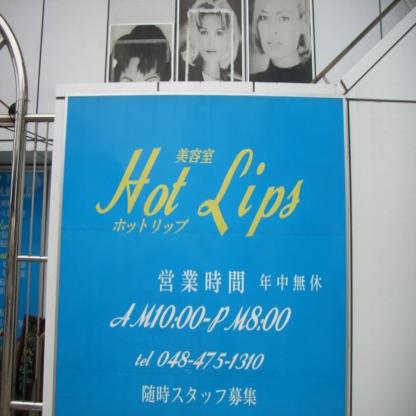 美容室
Hot Lips
ホットリップ
営業時間 年中無休
AM10:00-PM8:00
tel 048-475-1310
随時スタッフ募集